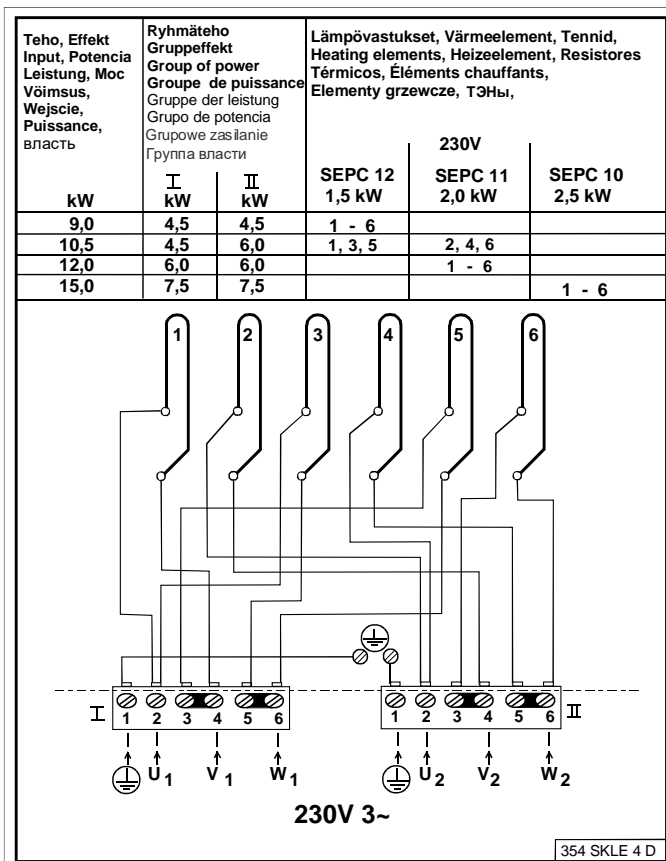 Teho, Effekt
Input, Potencia
Leistung, Moc
Vöimsus,
Wejscie,
Puissance,
власть
kW
Ryhmäteho
Gruppeffekt
Group of power
Groupe de puissance
Gruppe der leistung
Grupo de potencia
Grupowe zasilanie
Группа власти
I II
kW kW
Lämpövastukset, Värmeelement, Tennid,
Heating elements, Heizeelement, Resistores
Térmicos, Éléments chauffants,
Elementy grzewcze, ТЭНы,
230V
SEPC 12 SEPC 11 SEPC 10
1,5 kW 2,0 kW 2,5 kW
9,0 4,5 4,5 1 - 6
10,5 4,5 6,0 1, 3, 5 2, 4, 6
12,0 6,0 6,0 1 - 6
15,0 7,5 7,5 1 - 6
1 2 3 4 5 6
I 1 2 3 4 5 6 1 2 3 4 5 6 II
U1 V1 W1 U2 V2 W2
230V 3~
354 SKLE 4 D